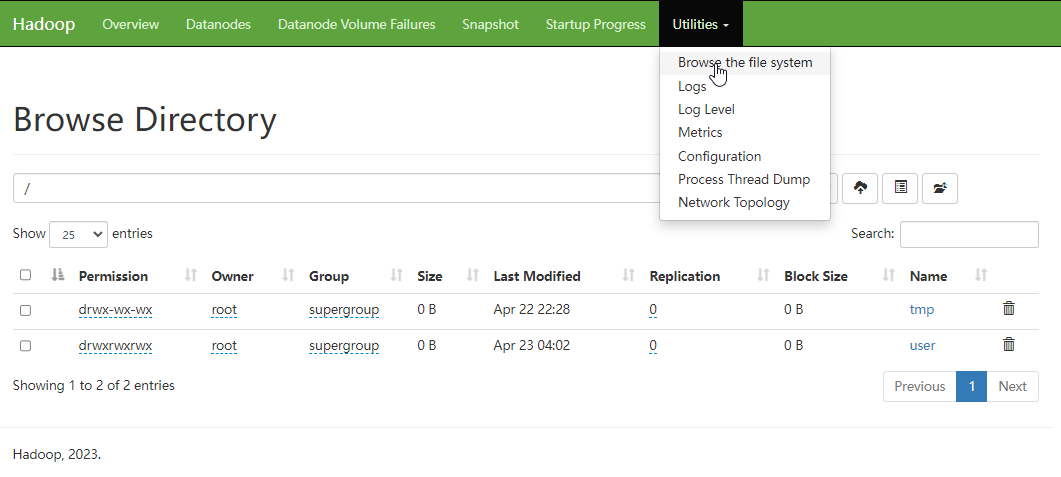 Hadoop Overview Datanodes Datanode Volume Failures Snapshot Startup Progress Utilities
Browse the file system
Logs
Log Level
Metrics
Configuration
Process Thread Dump
Network Topology
Browse Directory
/
Show 25 entries Search:
Permission Owner Group Size Last Modified Replication Block Size Name
drwx-wx-wx root supergroup 0 B Apr 22 22:28 0 0 B tmp
drwxrwxrwx root supergroup 0 B Apr 23 04:02 0 0 B user
Showing 1 to 2 of 2 entries Previous 1 Next
Hadoop, 2023.